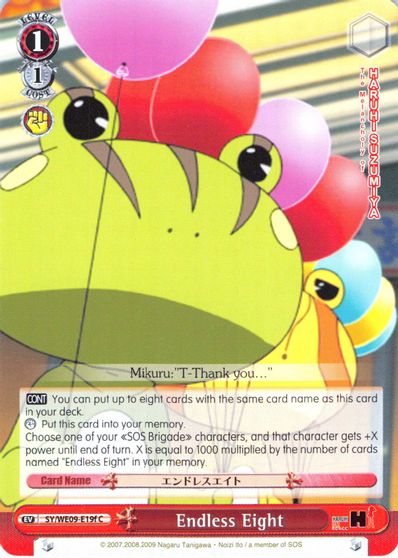 LEVEL
1
1
COST
The Melancholy of
HARUHI SUZUMIYA
Mikuru:"T-Thank you…"
CONT You can put up to eight cards with the same card name as this card
in your deck.
Put this card into your memory.
Choose one of your «SOS Brigade» characters, and that character gets +X
power until end of turn. X is equal to 1000 multiplied by the number of cards
named "Endless Eight" in your memory.
Card Name エンドレスエイト
EV SY/WE09-E19f C Endless Eight
© 2007,2008,2009 Nagaru Tanigawa • Noizi Ito / a member of SOS